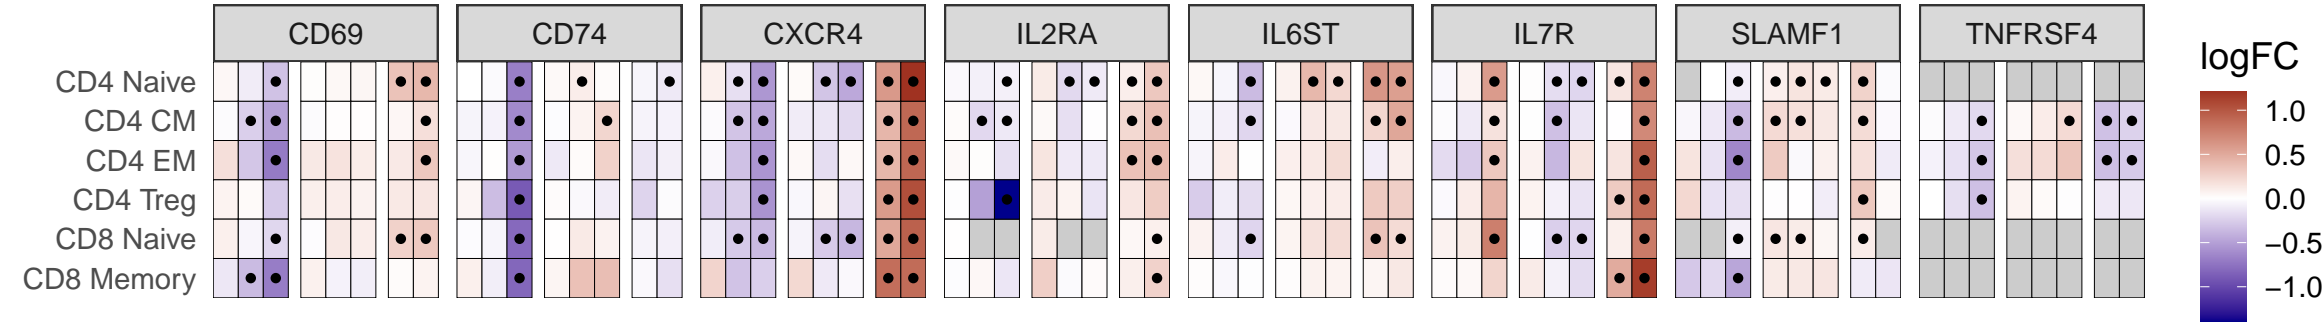 CD69 CD74 CXCR4 IL2RA IL6ST IL7R SLAMF1 TNFRSF4
logFC
CD4 Naive
CD4 CM
CD4 EM
CD4 Treg
CD8 Naive
CD8 Memory
1.0
0.5
0.0
−0.5
−1.0